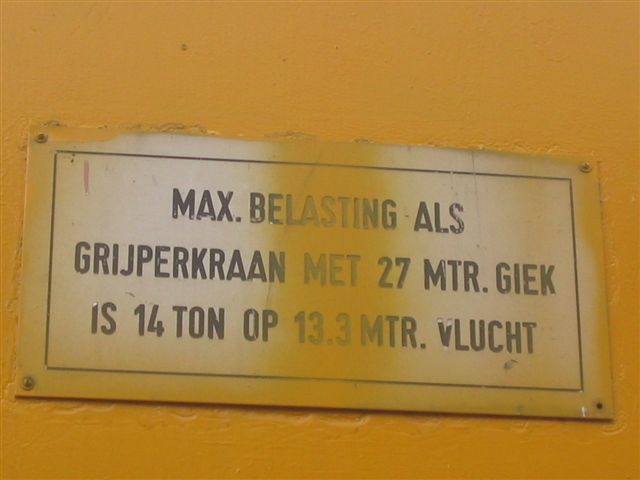 MAX. BELASTING ALS
GRIJPERKRAAN MET 27 MTR. GIEK
IS 14 TON OP 13.3 MTR. VLUCHT